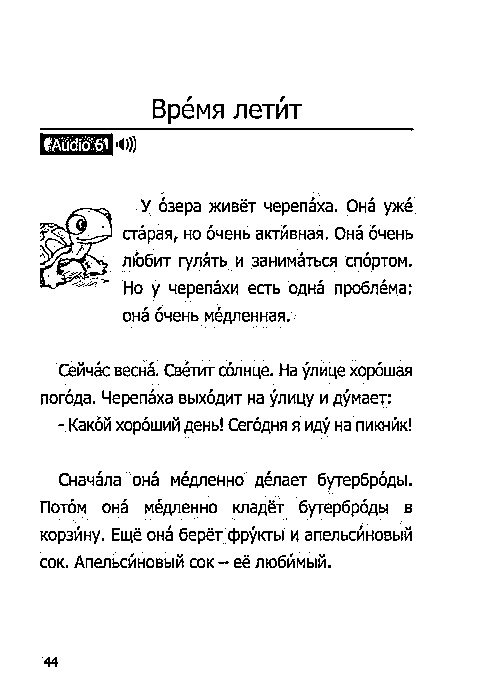 Вре́мя лети́т
Audio 61
У о́зера живёт черепа́ха. Она́ уже́
ста́рая, но о́чень акти́вная. Она́ о́чень
лю́бит гуля́ть и занима́ться спо́ртом.
Но у черепа́хи есть одна́ пробле́ма:
она́ о́чень ме́дленная.
Сейча́с весна́. Све́тит со́лнце. На у́лице хоро́шая
пого́да. Черепа́ха выхо́дит на у́лицу и ду́мает:
- Како́й хоро́ший день! Сего́дня я иду́ на пикни́к!
Снача́ла она́ ме́дленно де́лает бутербро́ды.
Пото́м она́ ме́дленно кладёт бутербро́ды в
корзи́ну. Ещё она́ берёт фру́кты и апельси́новый
сок. Апельси́новый сок – её люби́мый.
44